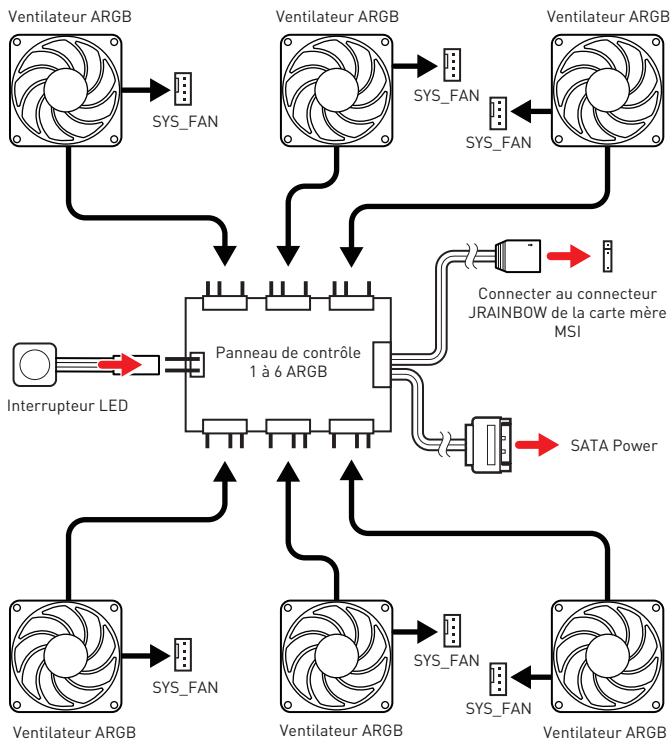 Ventilateur ARGB
Ventilateur ARGB
Ventilateur ARGB
SYS_FAN
SYS_FAN
SYS_FAN
Connecter au connecteur
JRAINBOW de la carte mère
MSI
Panneau de contrôle
1 à 6 ARGB
Interrupteur LED
SATA Power
SYS_FAN
SYS_FAN
SYS_FAN
Ventilateur ARGB
Ventilateur ARGB
Ventilateur ARGB